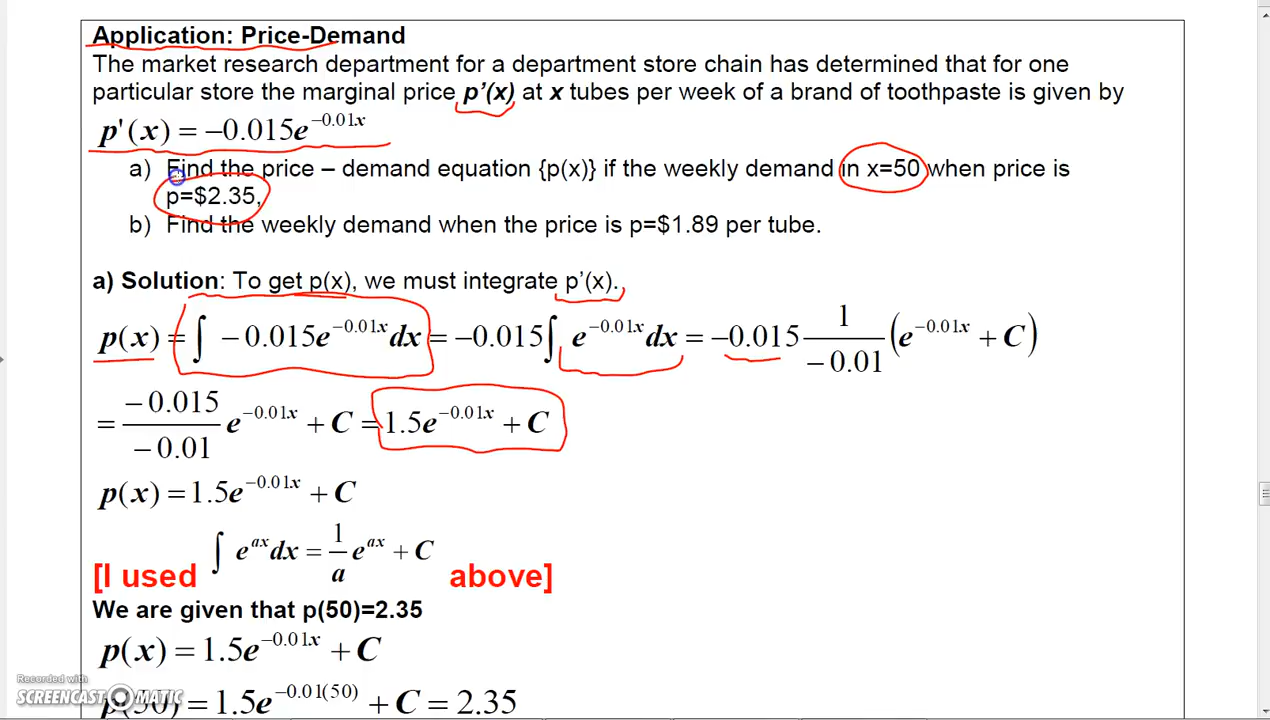 Application: Price-Demand
The market research department for a department store chain has determined that for one
particular store the marginal price p'(x) at x tubes per week of a brand of toothpaste is given by
p'(x) = −0.015e^{−0.01x}
a) Find the price – demand equation {p(x)} if the weekly demand in x=50 when price is
p=$2.35,
b) Find the weekly demand when the price is p=$1.89 per tube.
a) Solution: To get p(x), we must integrate p'(x).
p(x) = ∫ −0.015e^{−0.01x}dx = −0.015∫ e^{−0.01x}dx = −0.015 1/−0.01 (e^{−0.01x} + C)
= −0.015/−0.01 e^{−0.01x} + C = 1.5e^{−0.01x} + C
p(x) = 1.5e^{−0.01x} + C
[I used ∫ e^{ax}dx = 1/a e^{ax} + C above]
We are given that p(50)=2.35
p(x) = 1.5e^{−0.01x} + C
p(50) = 1.5e^{−0.01(50)} + C = 2.35
Recorded with
SCREENCAST MATIC